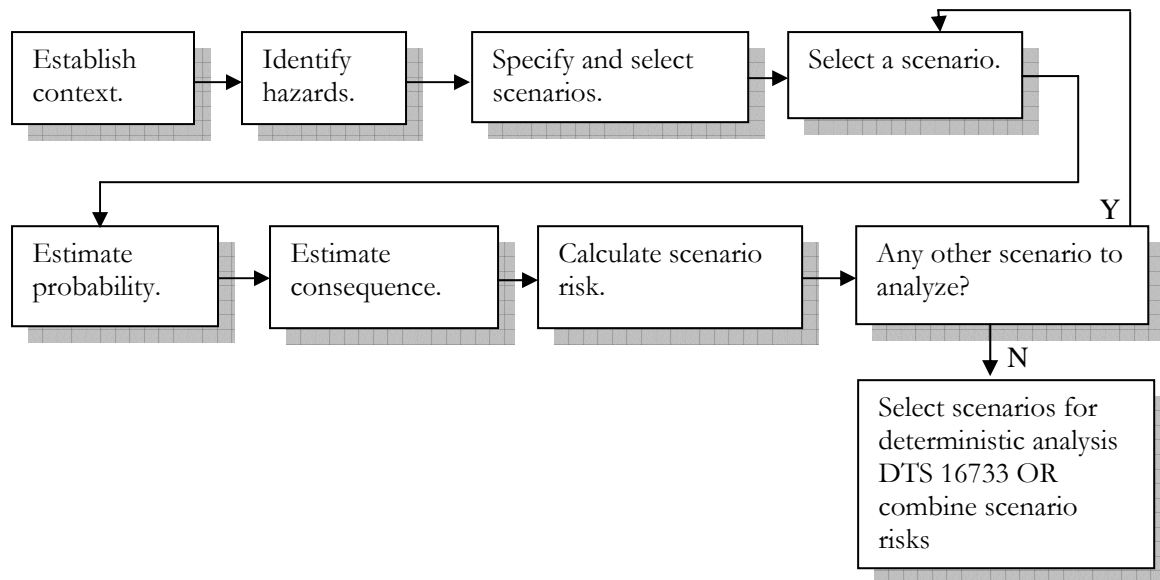 Establish
context.
Identify
hazards.
Specify and select
scenarios.
Select a scenario.
Estimate
probability.
Estimate
consequence.
Calculate scenario
risk.
Any other scenario to
analyze?
Y
N
Select scenarios for
deterministic analysis
DTS 16733 OR
combine scenario
risks